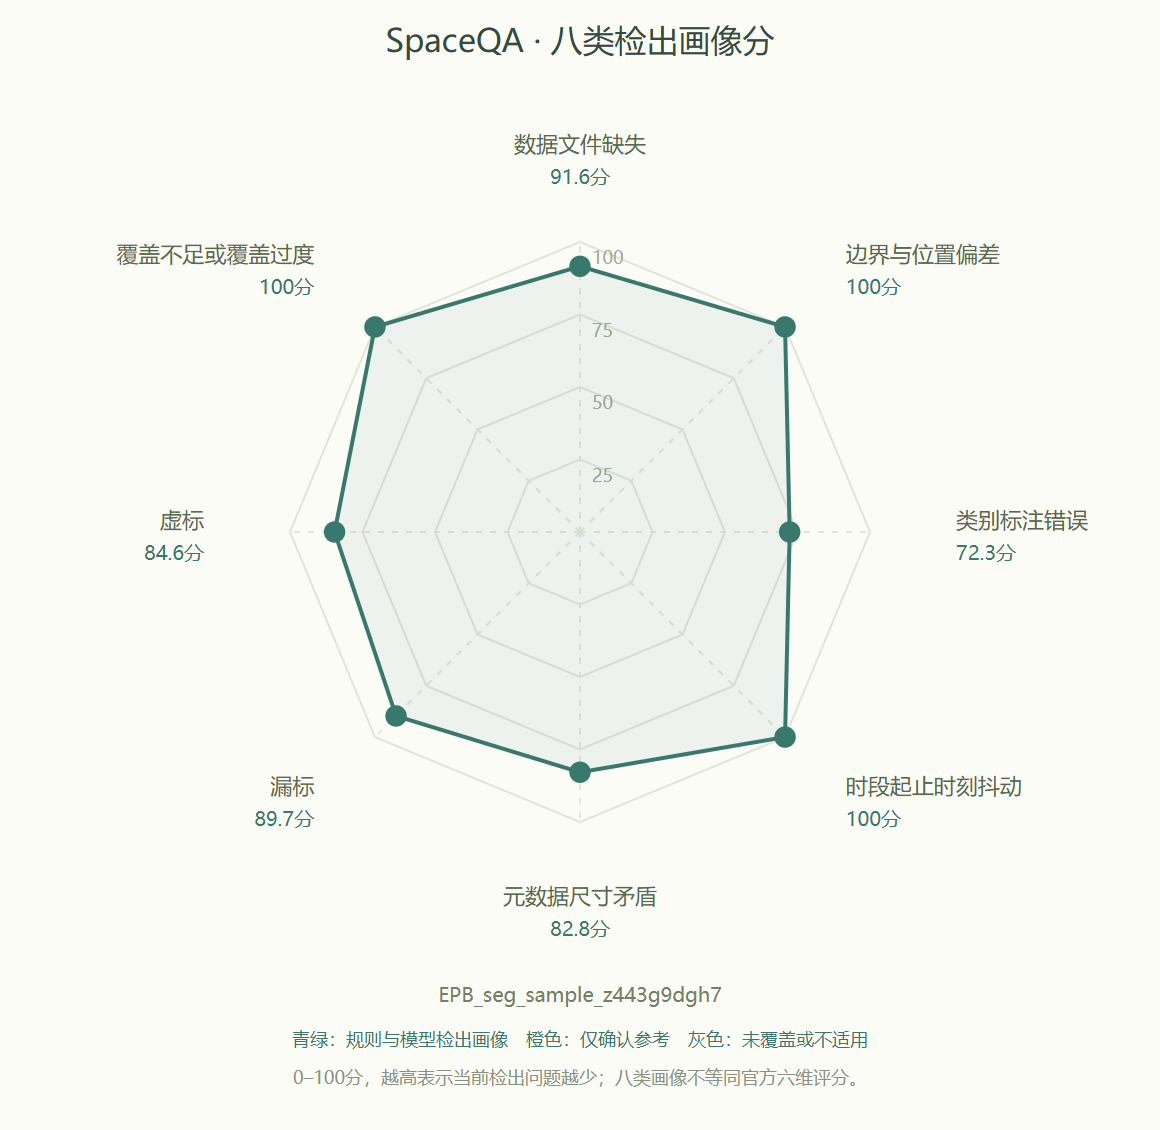 SpaceQA · 八类检出画像分
数据文件缺失
91.6分
覆盖不足或覆盖过度
100分
边界与位置偏差
100分
100
75
50
25
虚标
84.6分
类别标注错误
72.3分
漏标
89.7分
时段起止时刻抖动
100分
元数据尺寸矛盾
82.8分
EPB_seg_sample_z443g9dgh7
青绿：规则与模型检出画像　橙色：仅确认参考　灰色：未覆盖或不适用
0–100分，越高表示当前检出问题越少；八类画像不等同官方六维评分。